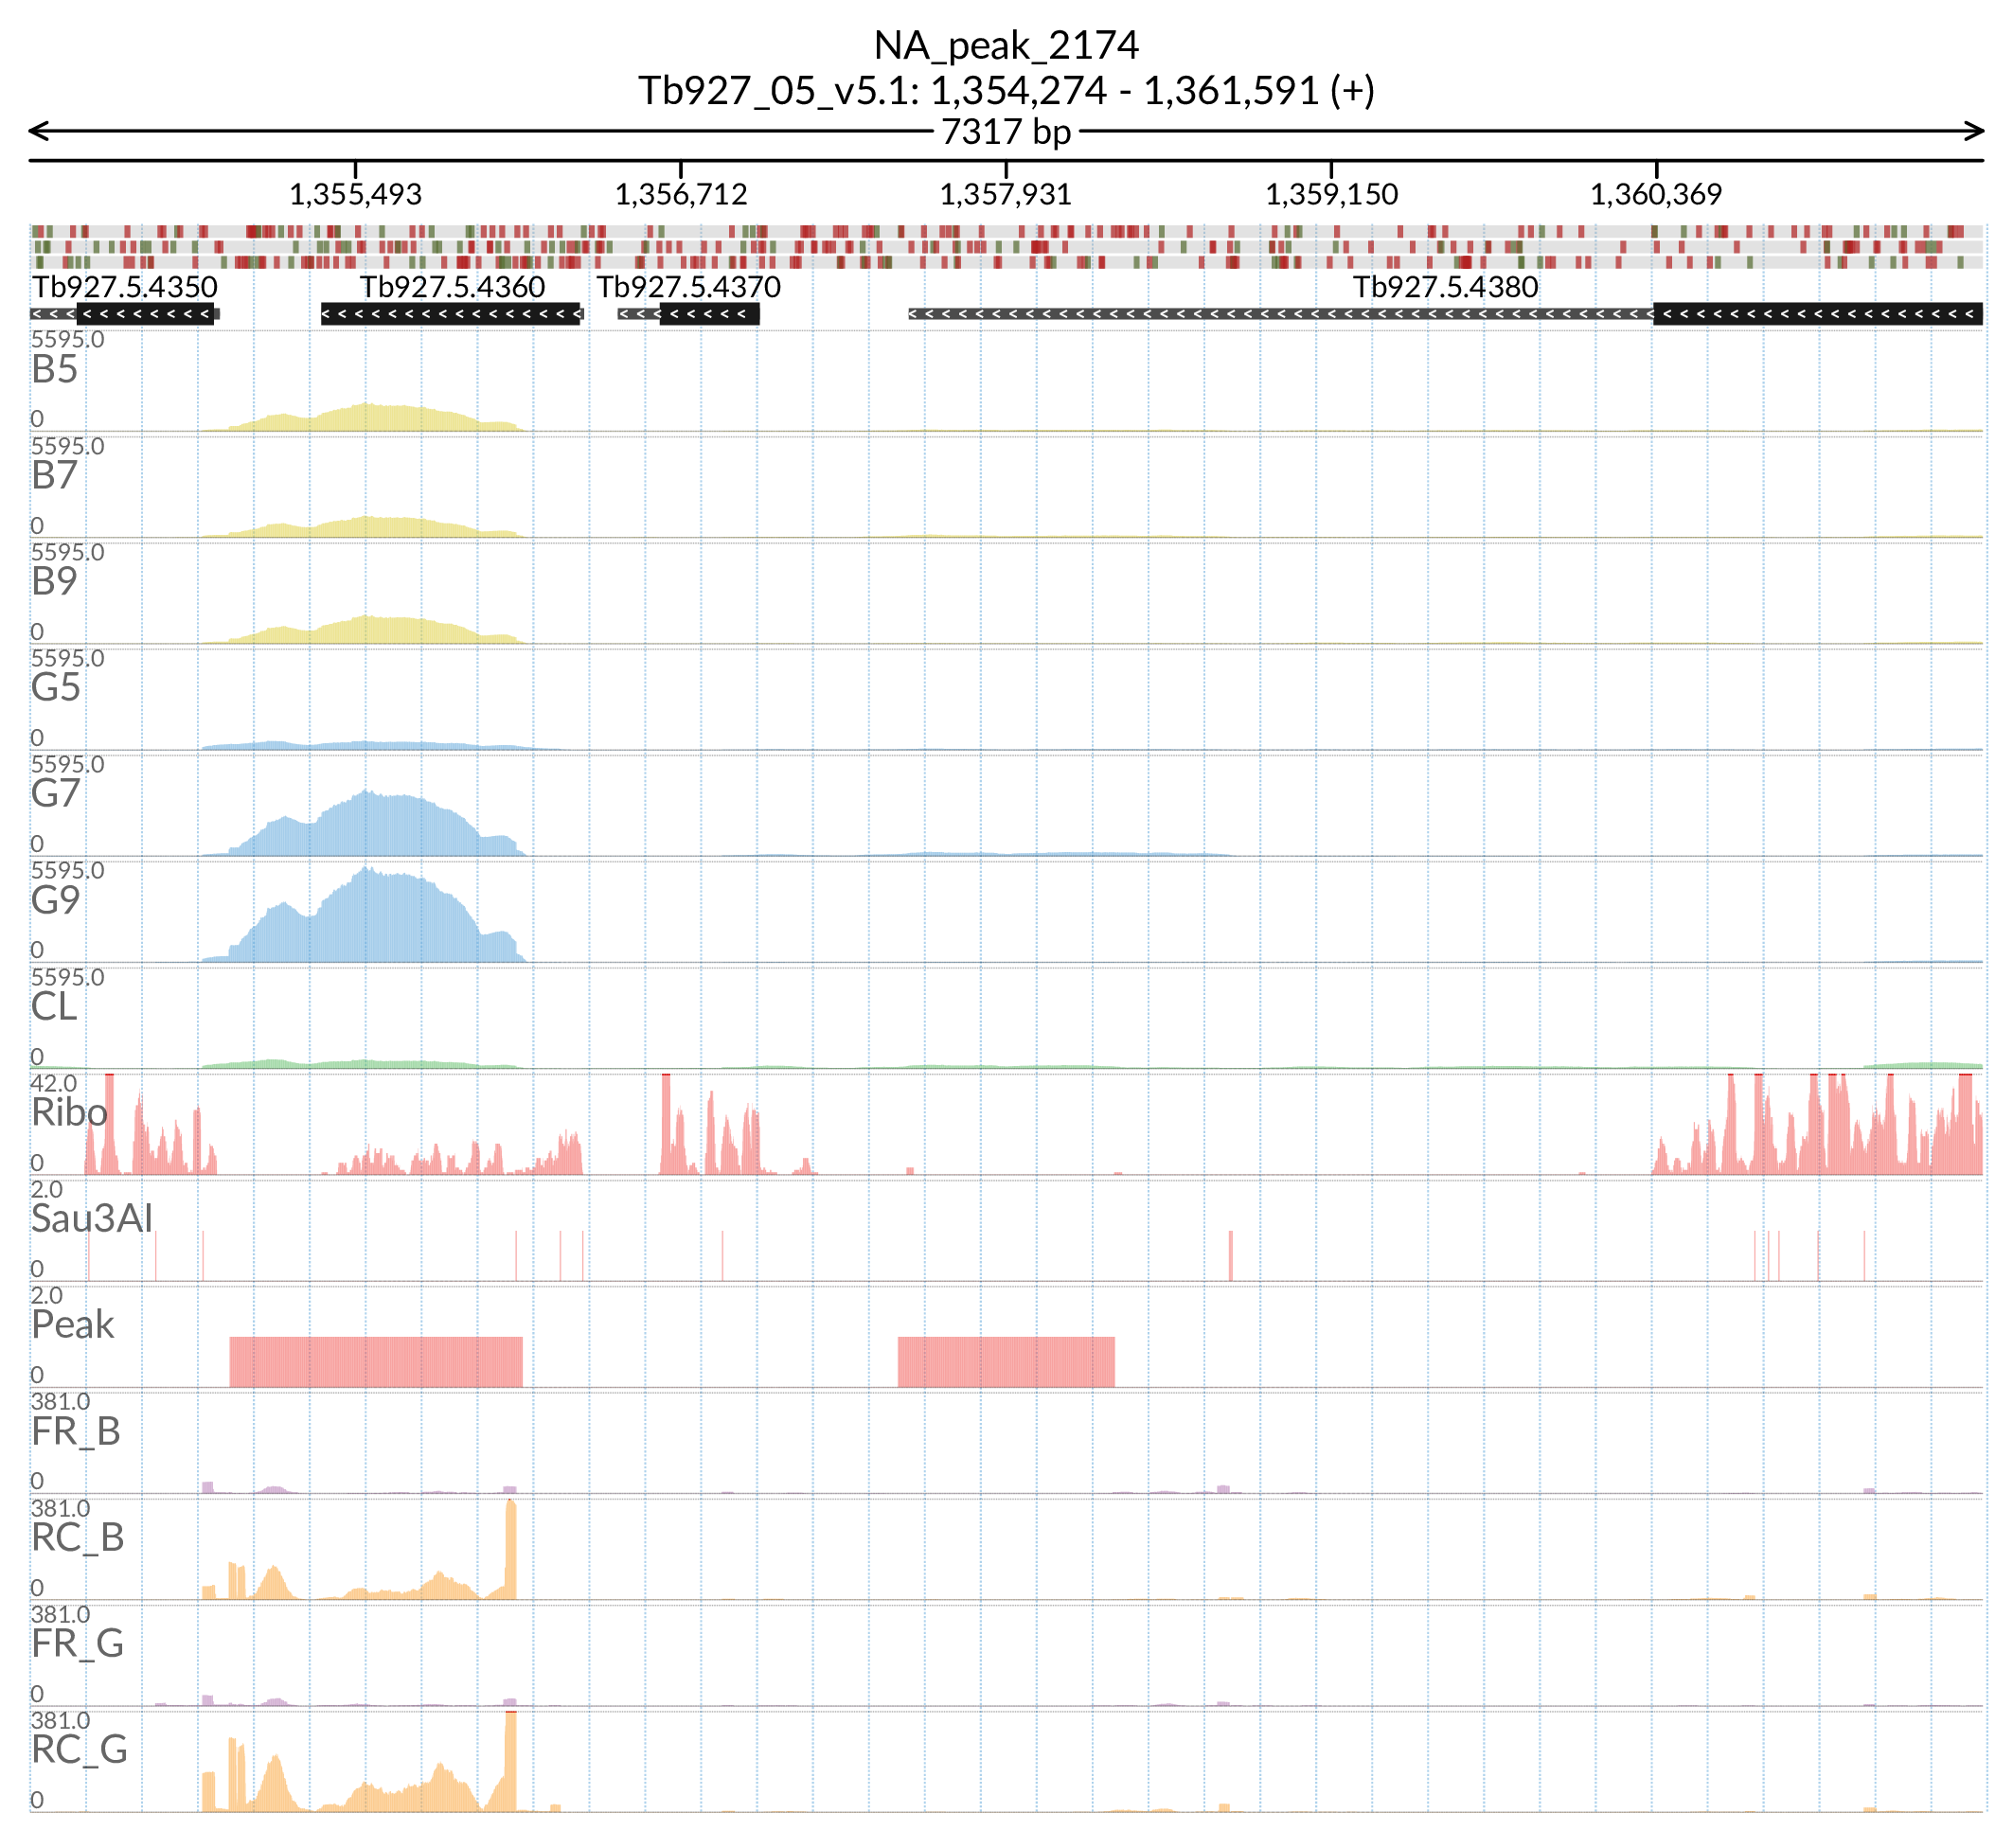 NA_peak_2174
Tb927_05_v5.1: 1,354,274 - 1,361,591 (+)
7317 bp
1,355,493 1,356,712 1,357,931 1,359,150 1,360,369
Tb927.5.4350 Tb927.5.4360 Tb927.5.4370 Tb927.5.4380
5595.0
B5
0
5595.0
B7
0
5595.0
B9
0
5595.0
G5
0
5595.0
G7
0
5595.0
G9
0
5595.0
CL
0
42.0
Ribo
0
2.0
Sau3AI
0
2.0
Peak
0
381.0
FR_B
0
381.0
RC_B
0
381.0
FR_G
0
381.0
RC_G
0